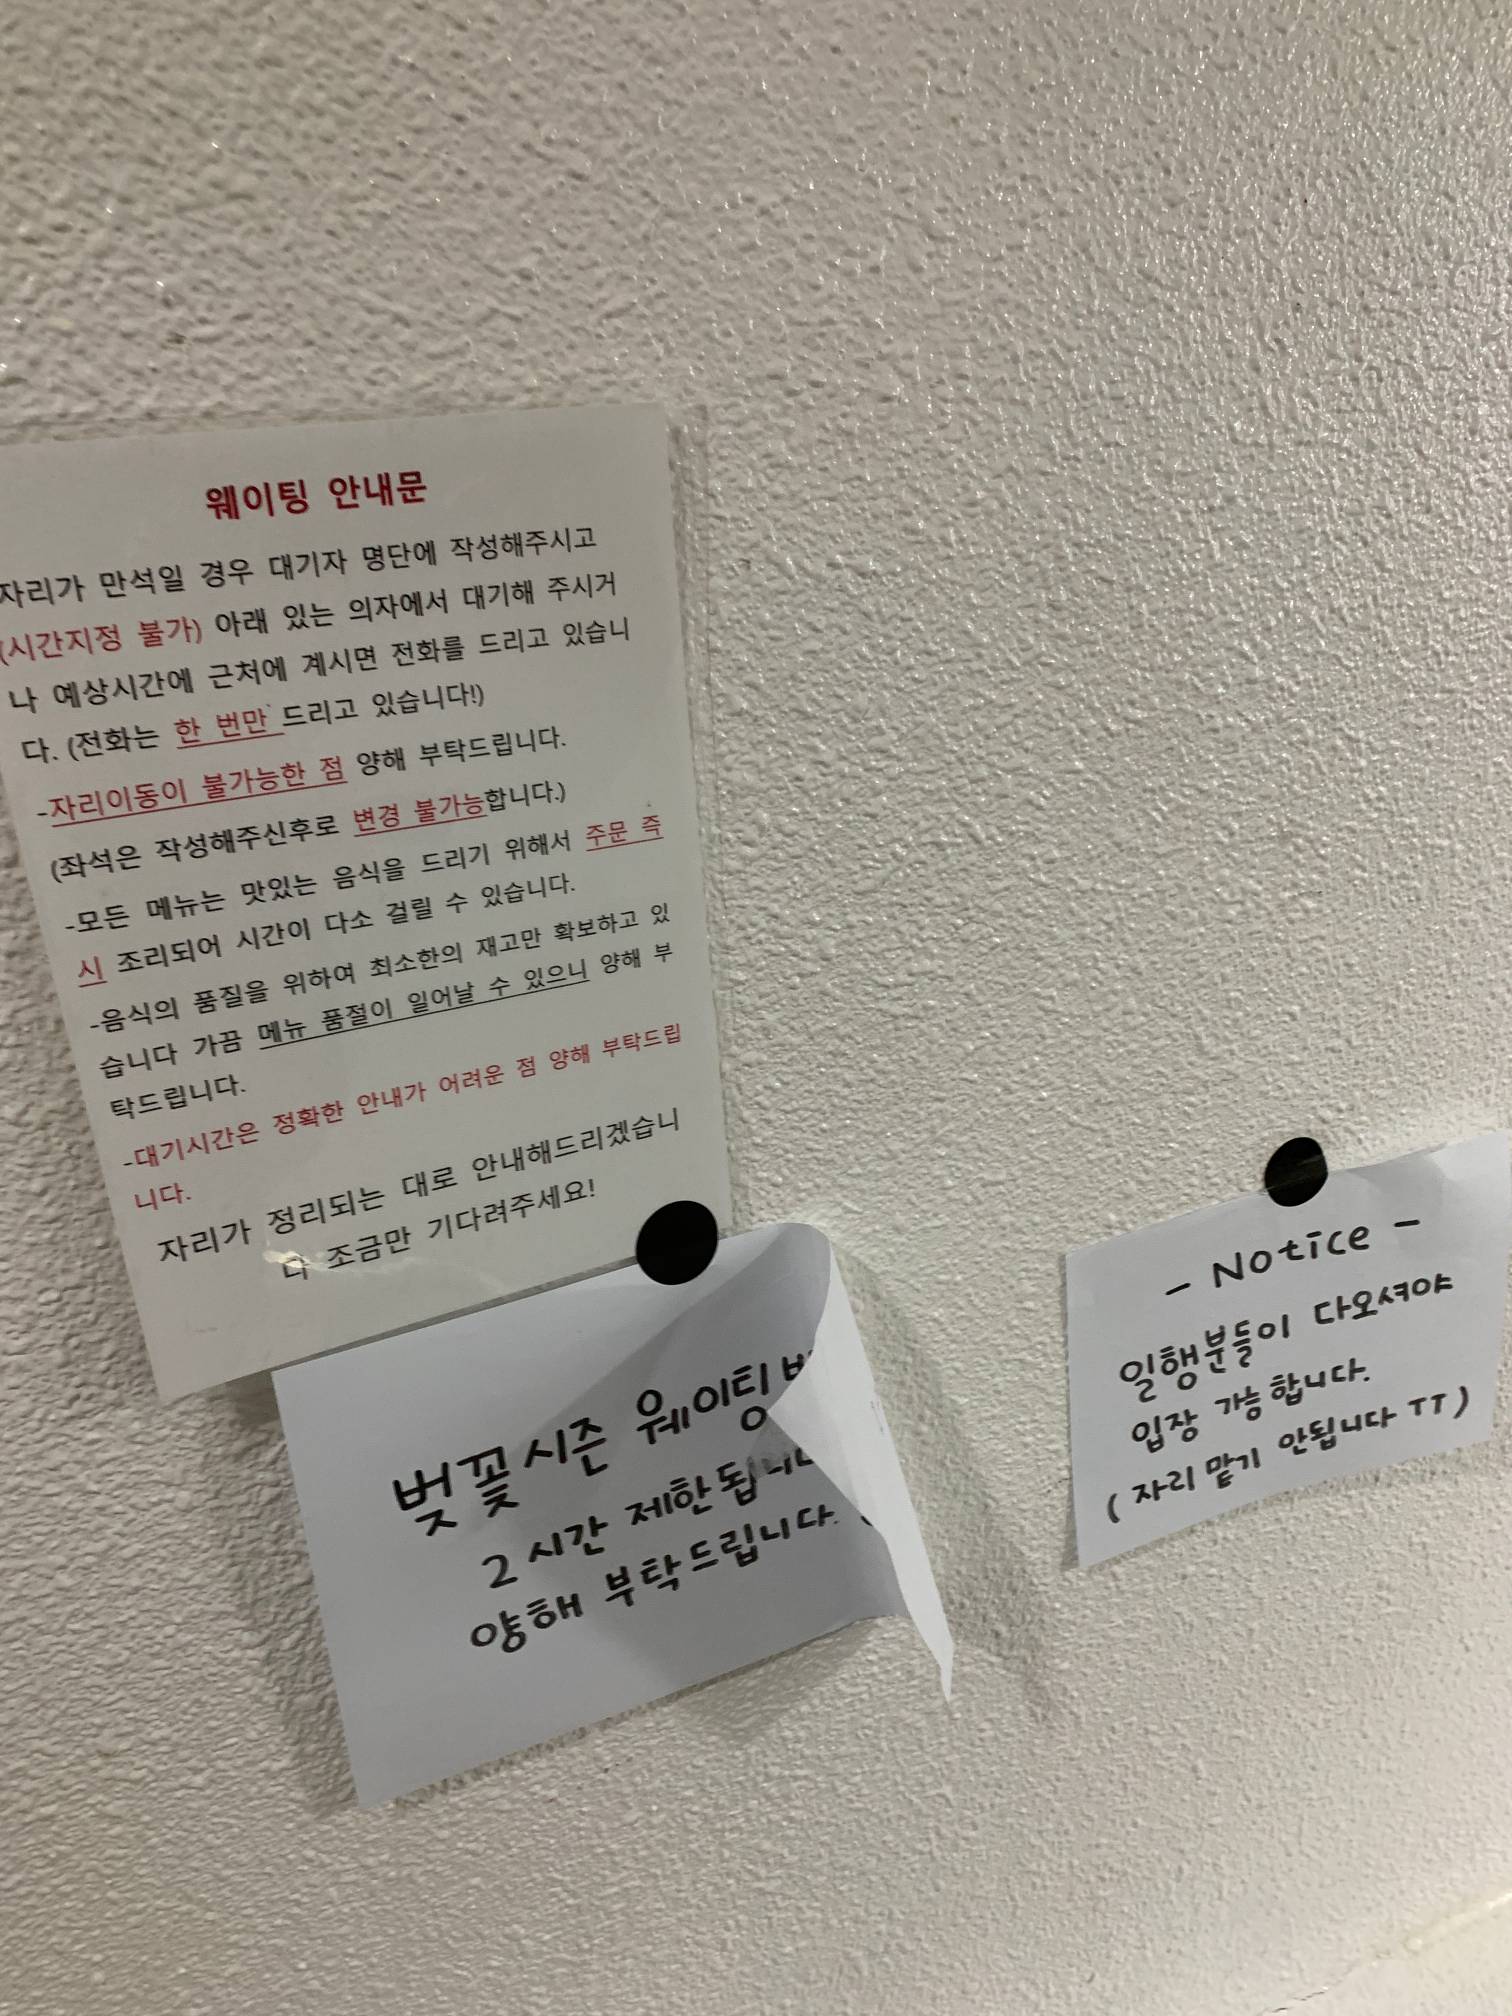 웨이팅 안내문
자리가 만석일 경우 대기자 명단에 작성해주시고
(시간지정 불가) 아래 있는 의자에서 대기해 주시거
나 예상시간에 근처에 계시면 전화를 드리고 있습니
다. (전화는 한 번만 드리고 있습니다!)
-자리이동이 불가능한 점 양해 부탁드립니다.
(좌석은 작성해주신후로 변경 불가능합니다.)
-모든 메뉴는 맛있는 음식을 드리기 위해서 주문 즉
시 조리되어 시간이 다소 걸릴 수 있습니다.
-음식의 품질을 위하여 최소한의 재고만 확보하고 있
습니다 가끔 메뉴 품절이 일어날 수 있으니 양해 부
탁드립니다.
-대기시간은 정확한 안내가 어려운 점 양해 부탁드립
니다.
자리가 정리되는 대로 안내해드리겠습니
다 조금만 기다려주세요!
벚꽃시즌 웨이팅
2시간 제한됩니
양해 부탁드립니다.
- Notice -
일행분들이 다오셔야
입장 가능합니다.
(자리 맡기 안됩니다 TT)